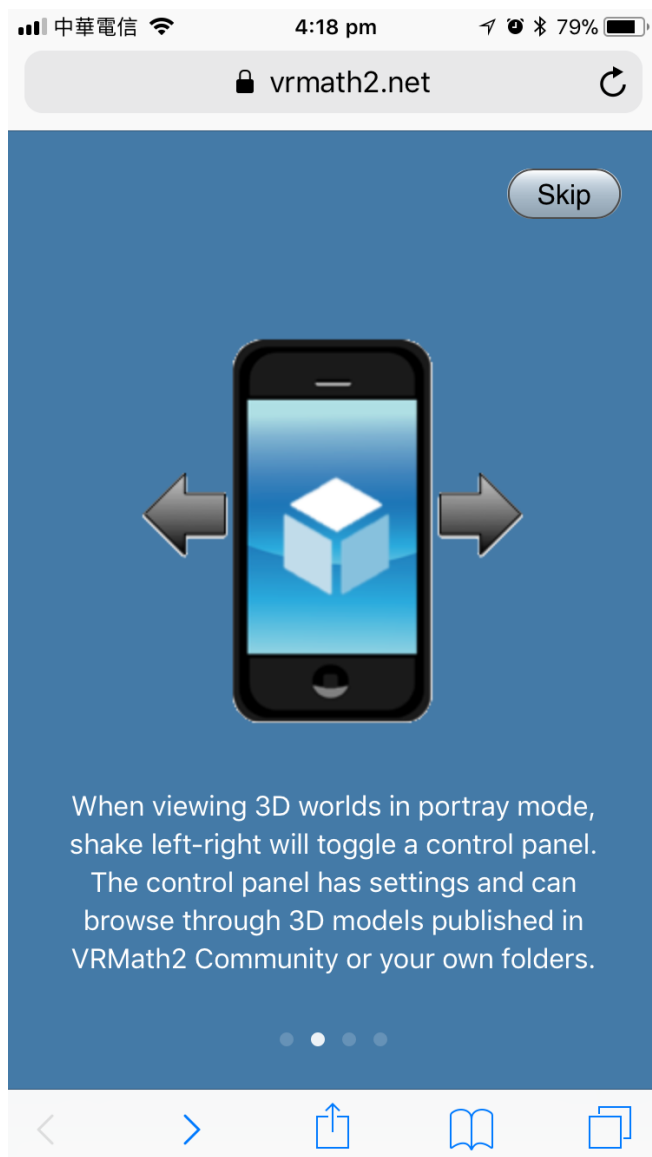 中華電信 4:18 pm 79%
vrmath2.net
Skip
When viewing 3D worlds in portray mode,
shake left-right will toggle a control panel.
The control panel has settings and can
browse through 3D models published in
VRMath2 Community or your own folders.